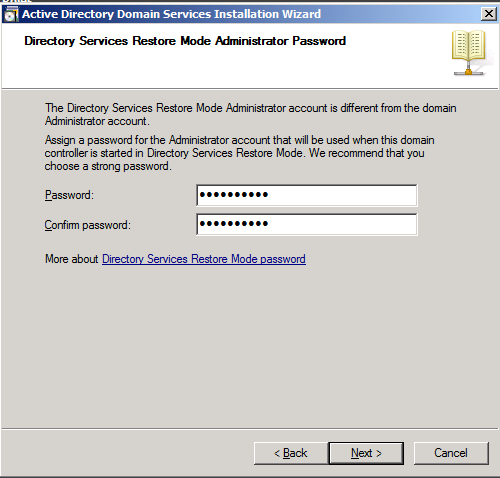 Active Directory Domain Services Installation Wizard
Directory Services Restore Mode Administrator Password
The Directory Services Restore Mode Administrator account is different from the domain
Administrator account.
Assign a password for the Administrator account that will be used when this domain
controller is started in Directory Services Restore Mode. We recommend that you
choose a strong password.
Password: ••••••••••
Confirm password: ••••••••••
More about Directory Services Restore Mode password
< Back Next > Cancel